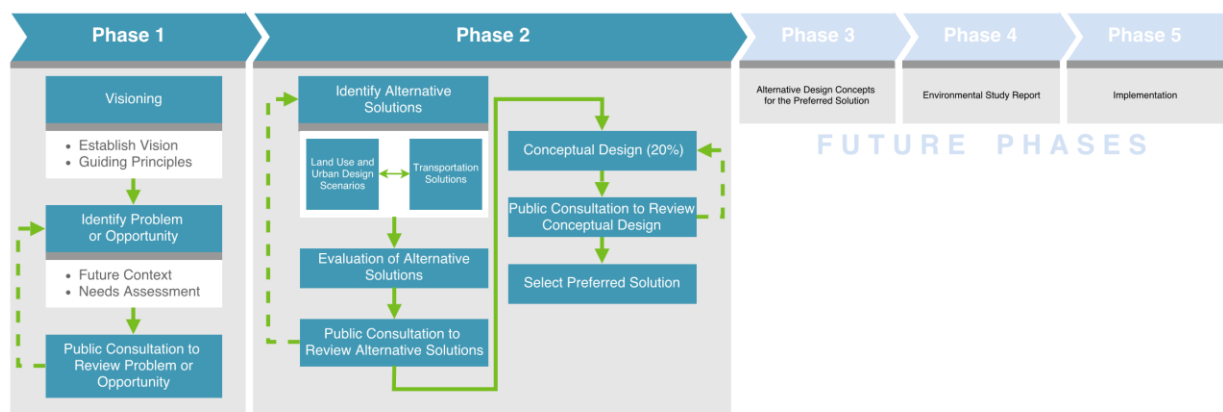 Phase 1
Phase 2
Phase 3
Phase 4
Phase 5
Visioning
• Establish Vision
• Guiding Principles
Identify Problem
or Opportunity
• Future Context
• Needs Assessment
Public Consultation to
Review Problem or
Opportunity
Identify Alternative
Solutions
Land Use and
Urban Design
Scenarios
Transportation
Solutions
Evaluation of Alternative
Solutions
Public Consultation to
Review Alternative Solutions
Conceptual Design (20%)
Public Consultation to Review
Conceptual Design
Select Preferred Solution
Alternative Design Concepts
for the Preferred Solution
Environmental Study Report
Implementation
FUTURE PHASES